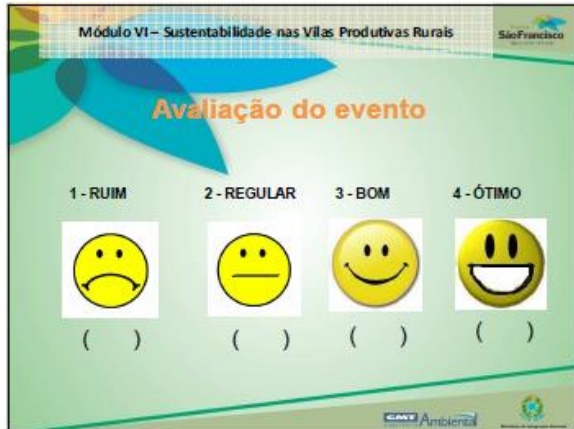 Módulo VI – Sustentabilidade nas Vilas Produtivas Rurais
São Francisco
Avaliação do evento
1 - RUIM 2 - REGULAR 3 - BOM 4 - ÓTIMO
( ) ( ) ( ) ( )
CMT Ambiental